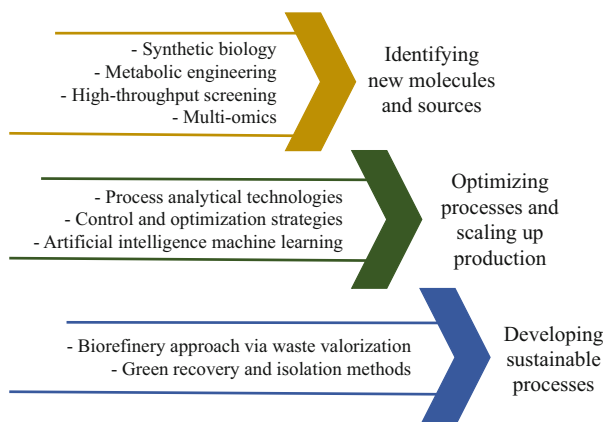 - Synthetic biology
- Metabolic engineering
- High-throughput screening
- Multi-omics
Identifying
new molecules
and sources
- Process analytical technologies
- Control and optimization strategies
- Artificial intelligence machine learning
Optimizing
processes and
scaling up
production
- Biorefinery approach via waste valorization
- Green recovery and isolation methods
Developing
sustainable
processes